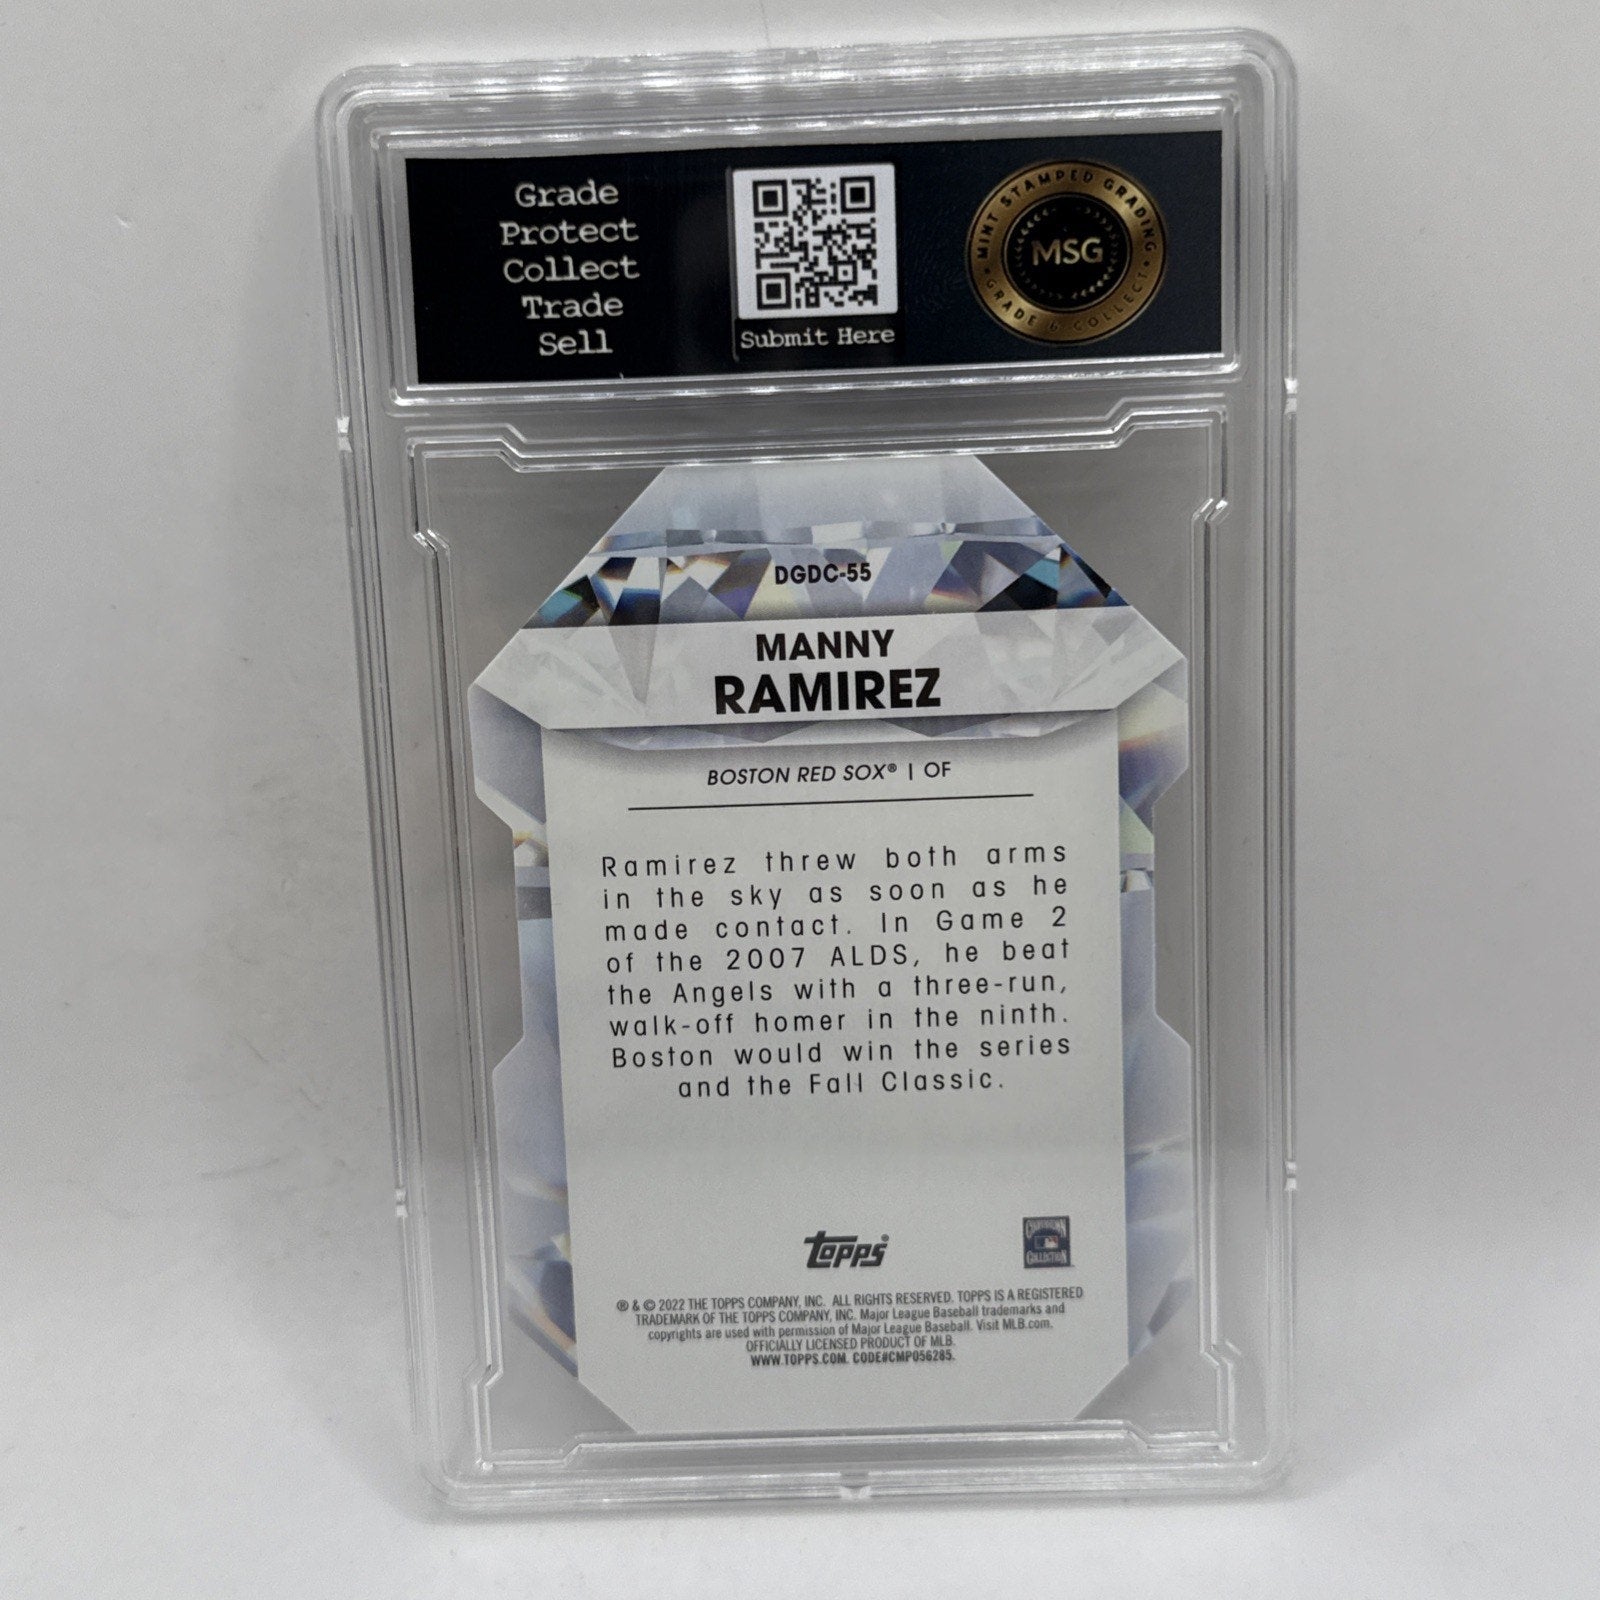 Grade
Protect
Collect
Trade
Sell
Submit Here
MINT STAMPED GRADING
MSG
GRADE & COLLECT
DGDC-55
MANNY
RAMIREZ
BOSTON RED SOX® | OF
Ramirez threw both arms
in the sky as soon as he
made contact. In Game 2
of the 2007 ALDS, he beat
the Angels with a three-run,
walk-off homer in the ninth.
Boston would win the series
and the Fall Classic.
topps®
COOPERSTOWN
COLLECTION
® & © 2022 THE TOPPS COMPANY, INC. ALL RIGHTS RESERVED. TOPPS IS A REGISTERED
TRADEMARK OF THE TOPPS COMPANY, INC. Major League Baseball trademarks and
copyrights are used with permission of Major League Baseball. Visit MLB.com.
OFFICIALLY LICENSED PRODUCT OF MLB.
WWW.TOPPS.COM. CODE#CMP056285.